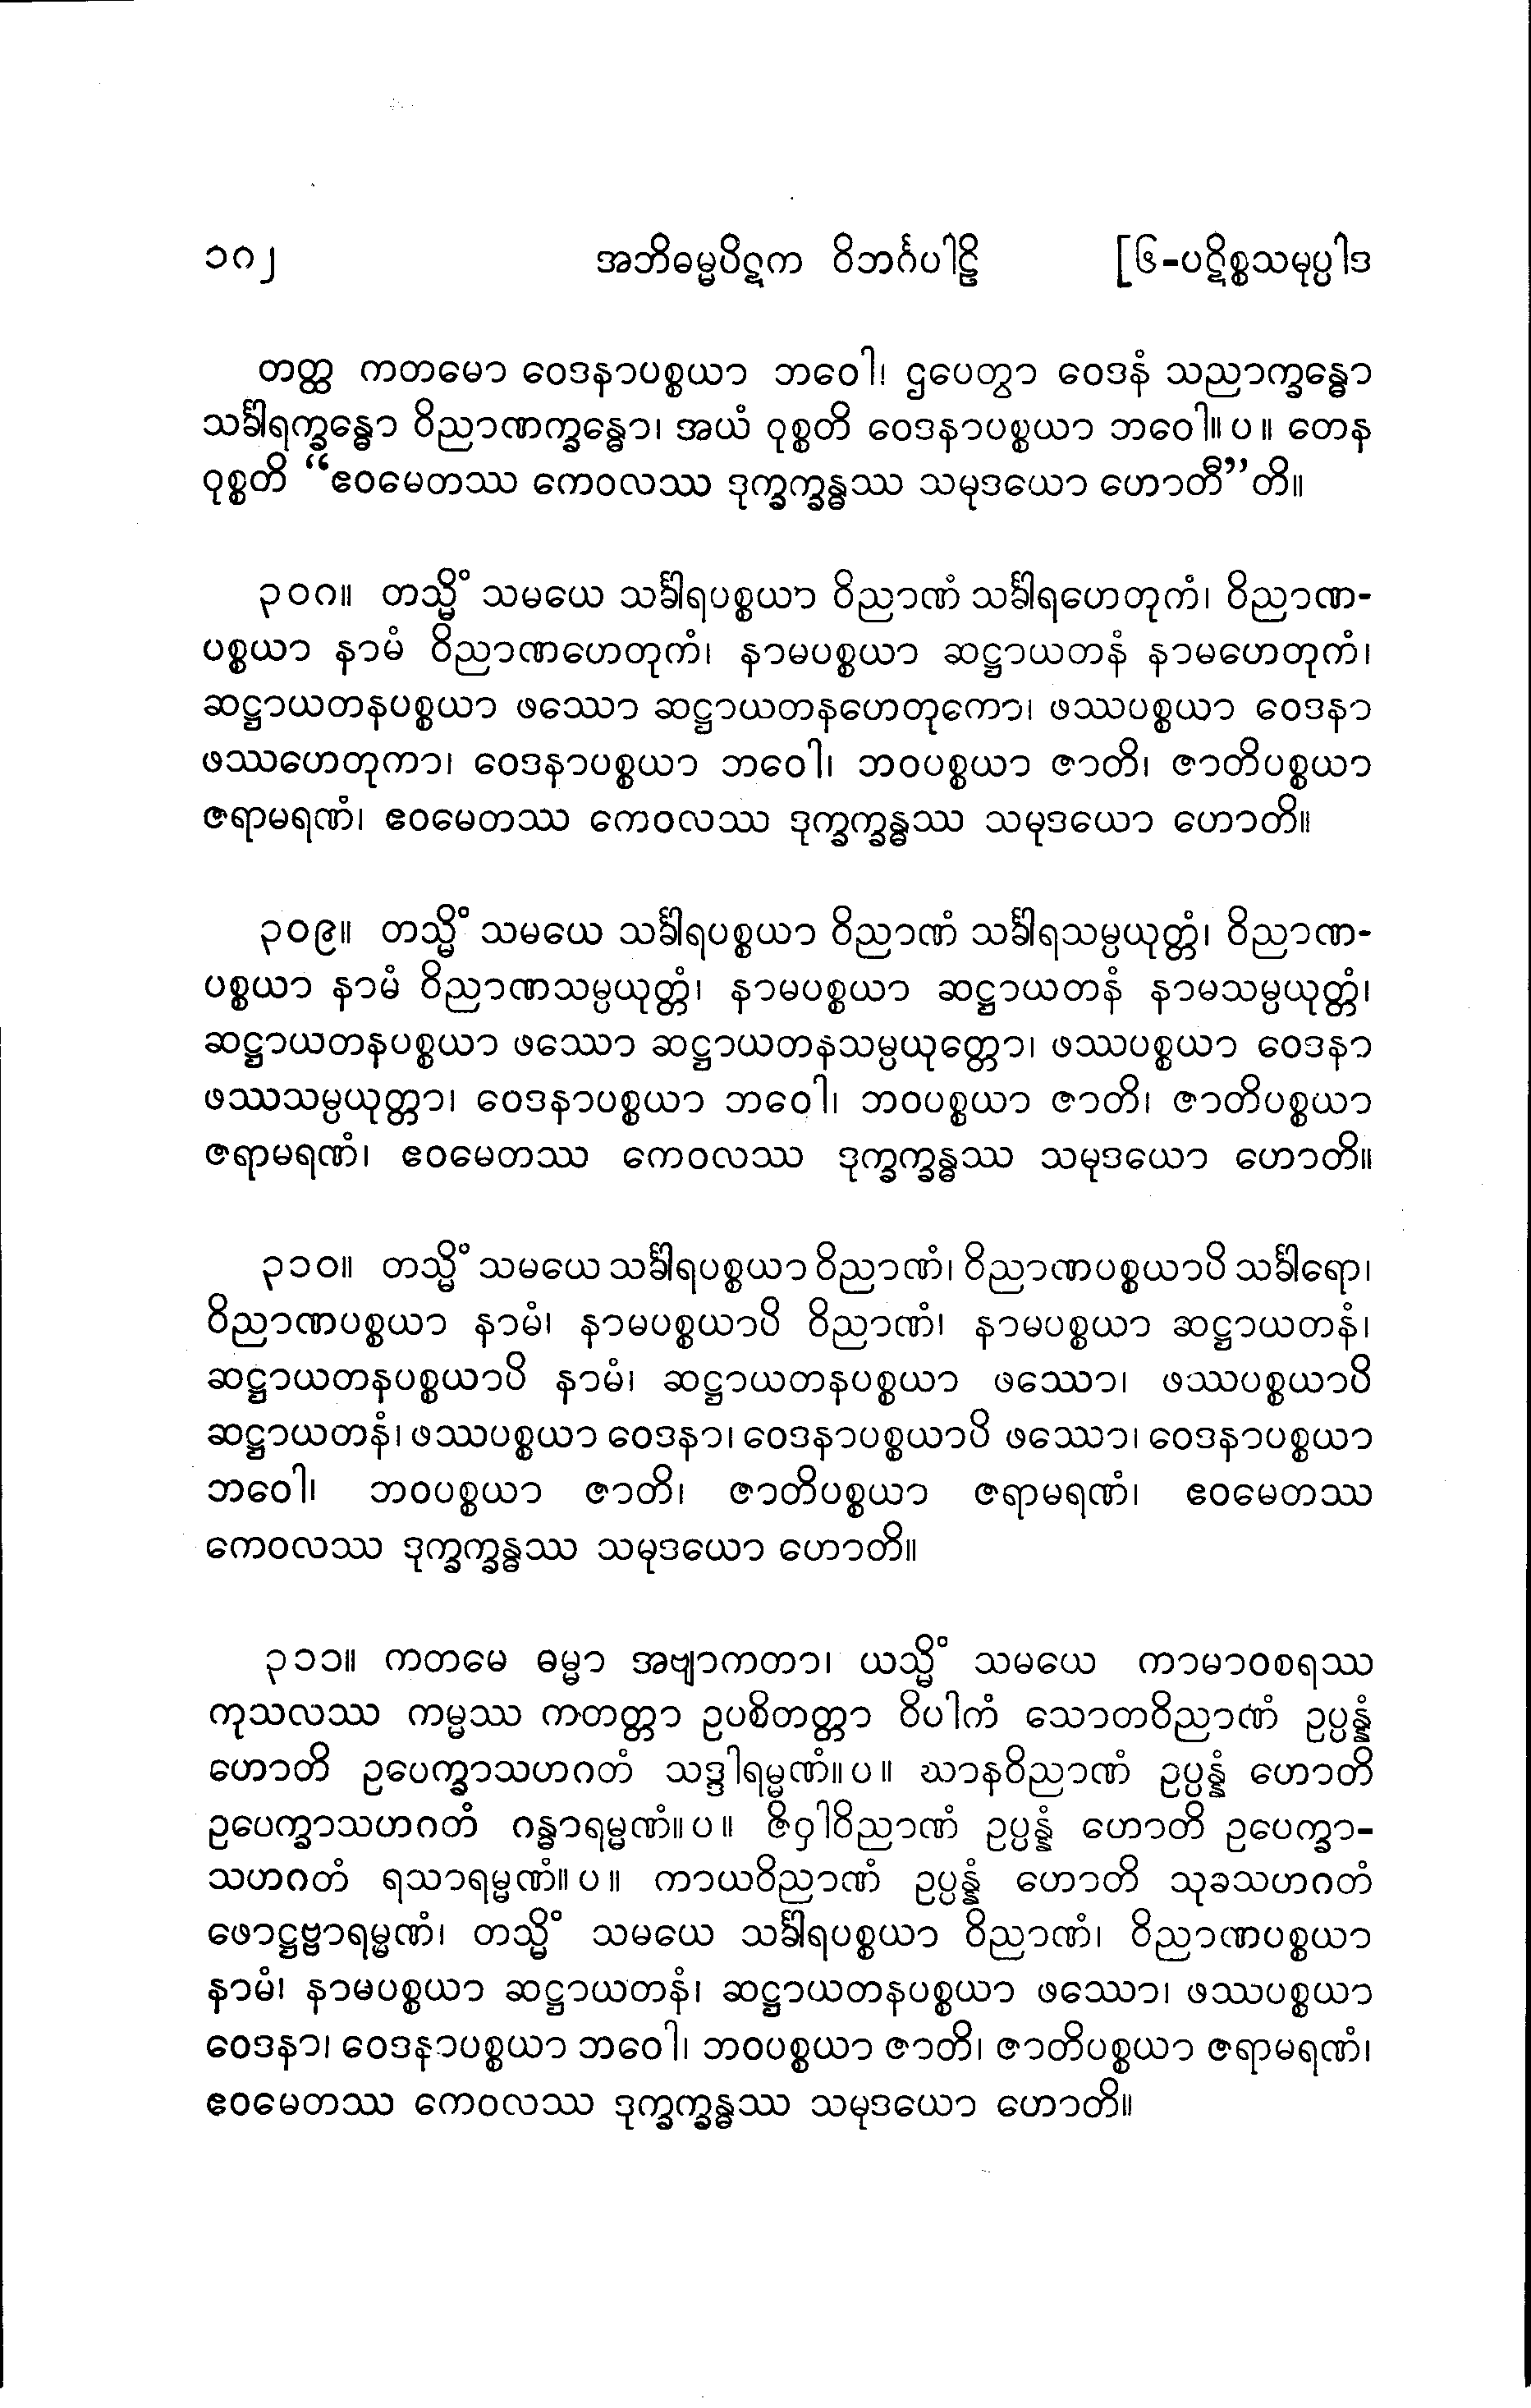 ၁၈၂ အဘိဓမ္မပိဋက ဝိဘင်္ဂပါဠိ [၆-ပဋိစ္စသမုပ္ပါဒ
တတ္ထ ကတမော ဝေဒနာပစ္စယာ ဘဝေါ၊ ဌပေတွာ ဝေဒနံ သညာက္ခန္ဓော
သင်္ခါရက္ခန္ဓော ဝိညာဏက္ခန္ဓော၊ အယံ ဝုစ္စတိ ဝေဒနာပစ္စယာ ဘဝေါ။ ပ ။ တေန
ဝုစ္စတိ “ဧဝမေတဿ ကေဝလဿ ဒုက္ခက္ခန္ဓဿ သမုဒယော ဟောတီ”တိ။
၃၀၈။ တသ္မိံ သမယေ သင်္ခါရပစ္စယာ ဝိညာဏံ သင်္ခါရဟေတုကံ၊ ဝိညာဏ-
ပစ္စယာ နာမံ ဝိညာဏဟေတုကံ၊ နာမပစ္စယာ ဆဋ္ဌာယတနံ နာမဟေတုကံ၊
ဆဋ္ဌာယတနပစ္စယာ ဖဿော ဆဋ္ဌာယတနဟေတုကော၊ ဖဿပစ္စယာ ဝေဒနာ
ဖဿဟေတုကာ၊ ဝေဒနာပစ္စယာ ဘဝေါ၊ ဘဝပစ္စယာ ဇာတိ၊ ဇာတိပစ္စယာ
ဇရာမရဏံ၊ ဧဝမေတဿ ကေဝလဿ ဒုက္ခက္ခန္ဓဿ သမုဒယော ဟောတိ။
၃၀၉။ တသ္မိံ သမယေ သင်္ခါရပစ္စယာ ဝိညာဏံ သင်္ခါရသမ္ပယုတ္တံ၊ ဝိညာဏ-
ပစ္စယာ နာမံ ဝိညာဏသမ္ပယုတ္တံ၊ နာမပစ္စယာ ဆဋ္ဌာယတနံ နာမသမ္ပယုတ္တံ၊
ဆဋ္ဌာယတနပစ္စယာ ဖဿော ဆဋ္ဌာယတနသမ္ပယုတ္တော၊ ဖဿပစ္စယာ ဝေဒနာ
ဖဿသမ္ပယုတ္တာ၊ ဝေဒနာပစ္စယာ ဘဝေါ၊ ဘဝပစ္စယာ ဇာတိ၊ ဇာတိပစ္စယာ
ဇရာမရဏံ၊ ဧဝမေတဿ ကေဝလဿ ဒုက္ခက္ခန္ဓဿ သမုဒယော ဟောတိ။
၃၁၀။ တသ္မိံ သမယေ သင်္ခါရပစ္စယာ ဝိညာဏံ၊ ဝိညာဏပစ္စယာပိ သင်္ခါရော၊
ဝိညာဏပစ္စယာ နာမံ၊ နာမပစ္စယာပိ ဝိညာဏံ၊ နာမပစ္စယာ ဆဋ္ဌာယတနံ၊
ဆဋ္ဌာယတနပစ္စယာပိ နာမံ၊ ဆဋ္ဌာယတနပစ္စယာ ဖဿော၊ ဖဿပစ္စယာပိ
ဆဋ္ဌာယတနံ၊ ဖဿပစ္စယာ ဝေဒနာ၊ ဝေဒနာပစ္စယာပိ ဖဿော၊ ဝေဒနာပစ္စယာ
ဘဝေါ၊ ဘဝပစ္စယာ ဇာတိ၊ ဇာတိပစ္စယာ ဇရာမရဏံ၊ ဧဝမေတဿ
ကေဝလဿ ဒုက္ခက္ခန္ဓဿ သမုဒယော ဟောတိ။
၃၁၁။ ကတမေ ဓမ္မာ အဗျာကတာ၊ ယသ္မိံ သမယေ ကာမာဝစရဿ
ကုသလဿ ကမ္မဿ ကတတ္တာ ဥပစိတတ္တာ ဝိပါကံ သောတဝိညာဏံ ဥပ္ပန္နံ
ဟောတိ ဥပေက္ခာသဟဂတံ သဒ္ဒါရမ္မဏံ။ ပ ။ ဃာနဝိညာဏံ ဥပ္ပန္နံ ဟောတိ
ဥပေက္ခာသဟဂတံ ဂန္ဓာရမ္မဏံ။ ပ ။ ဇိဝှါဝိညာဏံ ဥပ္ပန္နံ ဟောတိ ဥပေက္ခာ-
သဟဂတံ ရသာရမ္မဏံ။ ပ ။ ကာယဝိညာဏံ ဥပ္ပန္နံ ဟောတိ သုခသဟဂတံ
ဖောဋ္ဌဗ္ဗာရမ္မဏံ၊ တသ္မိံ သမယေ သင်္ခါရပစ္စယာ ဝိညာဏံ၊ ဝိညာဏပစ္စယာ
နာမံ၊ နာမပစ္စယာ ဆဋ္ဌာယတနံ၊ ဆဋ္ဌာယတနပစ္စယာ ဖဿော၊ ဖဿပစ္စယာ
ဝေဒနာ၊ ဝေဒနာပစ္စယာ ဘဝေါ၊ ဘဝပစ္စယာ ဇာတိ၊ ဇာတိပစ္စယာ ဇရာမရဏံ၊
ဧဝမေတဿ ကေဝလဿ ဒုက္ခက္ခန္ဓဿ သမုဒယော ဟောတိ။